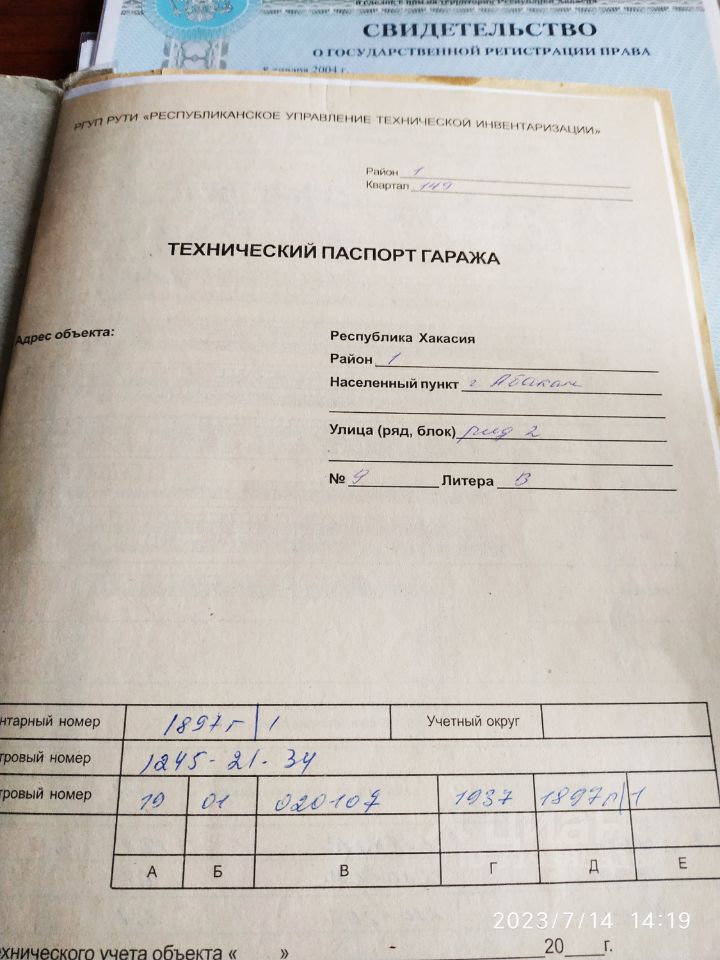 СВИДЕТЕЛЬСТВО
О ГОСУДАРСТВЕННОЙ РЕГИСТРАЦИИ ПРАВА
января 2004 г.
РГУП РУТИ «РЕСПУБЛИКАНСКОЕ УПРАВЛЕНИЕ ТЕХНИЧЕСКОЙ ИНВЕНТАРИЗАЦИИ»
Район 1
Квартал 149
ТЕХНИЧЕСКИЙ ПАСПОРТ ГАРАЖА
Адрес объекта:
Республика Хакасия
Район 1
Населенный пункт г Абакан
Улица (ряд, блок) ряд 2
№ 9 Литера В
нтарный номер 1897г/1 Учетный округ
тровый номер 1245-21-34
тровый номер 19 01 020107 1937 1897г/1
А Б В Г Д Е
2023/7/14 14:19
хнического учета объекта « » 20 г.